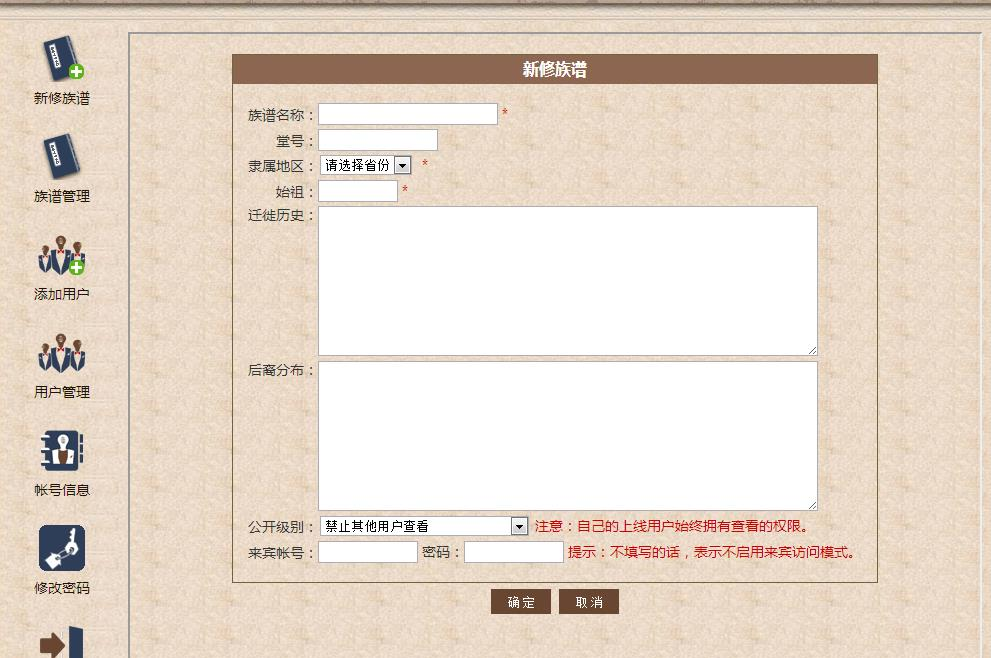 新修族谱
族谱管理
添加用户
用户管理
帐号信息
修改密码
新修族谱
族谱名称： *
堂号：
隶属地区： 请选择省份 *
始祖： *
迁徙历史：
后裔分布：
公开级别： 禁止其他用户查看 注意：自己的上线用户始终拥有查看的权限。
来宾帐号： 密码： 提示：不填写的话，表示不启用来宾访问模式。
确定 取消